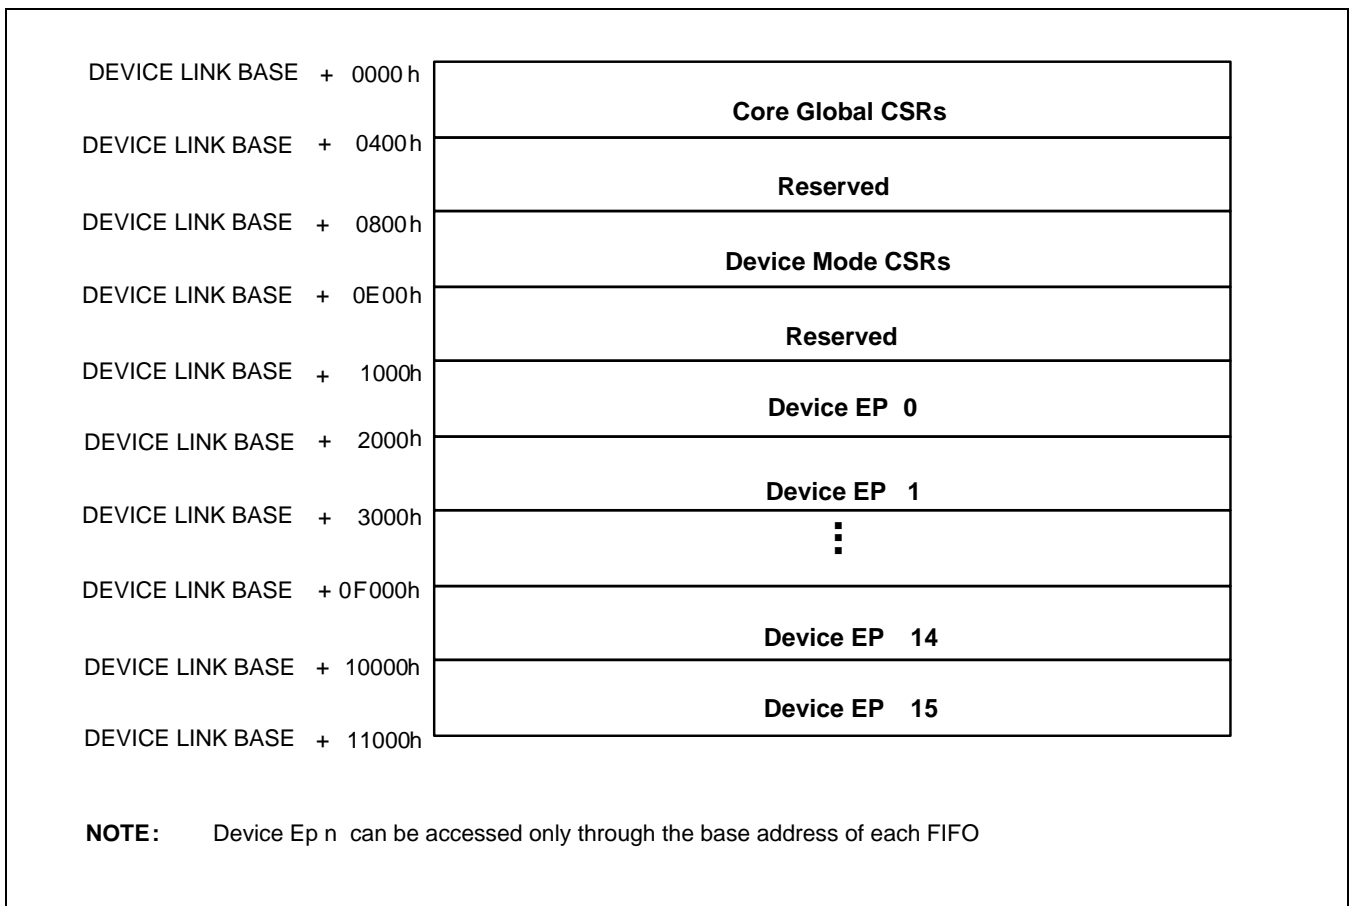 DEVICE LINK BASE + 0000 h
Core Global CSRs
DEVICE LINK BASE + 0400h
Reserved
DEVICE LINK BASE + 0800h
Device Mode CSRs
DEVICE LINK BASE + 0E00h
Reserved
DEVICE LINK BASE + 1000h
Device EP 0
DEVICE LINK BASE + 2000h
Device EP 1
DEVICE LINK BASE + 3000h
⋮
DEVICE LINK BASE + 0F000h
Device EP 14
DEVICE LINK BASE + 10000h
Device EP 15
DEVICE LINK BASE + 11000h
NOTE: Device Ep n can be accessed only through the base address of each FIFO